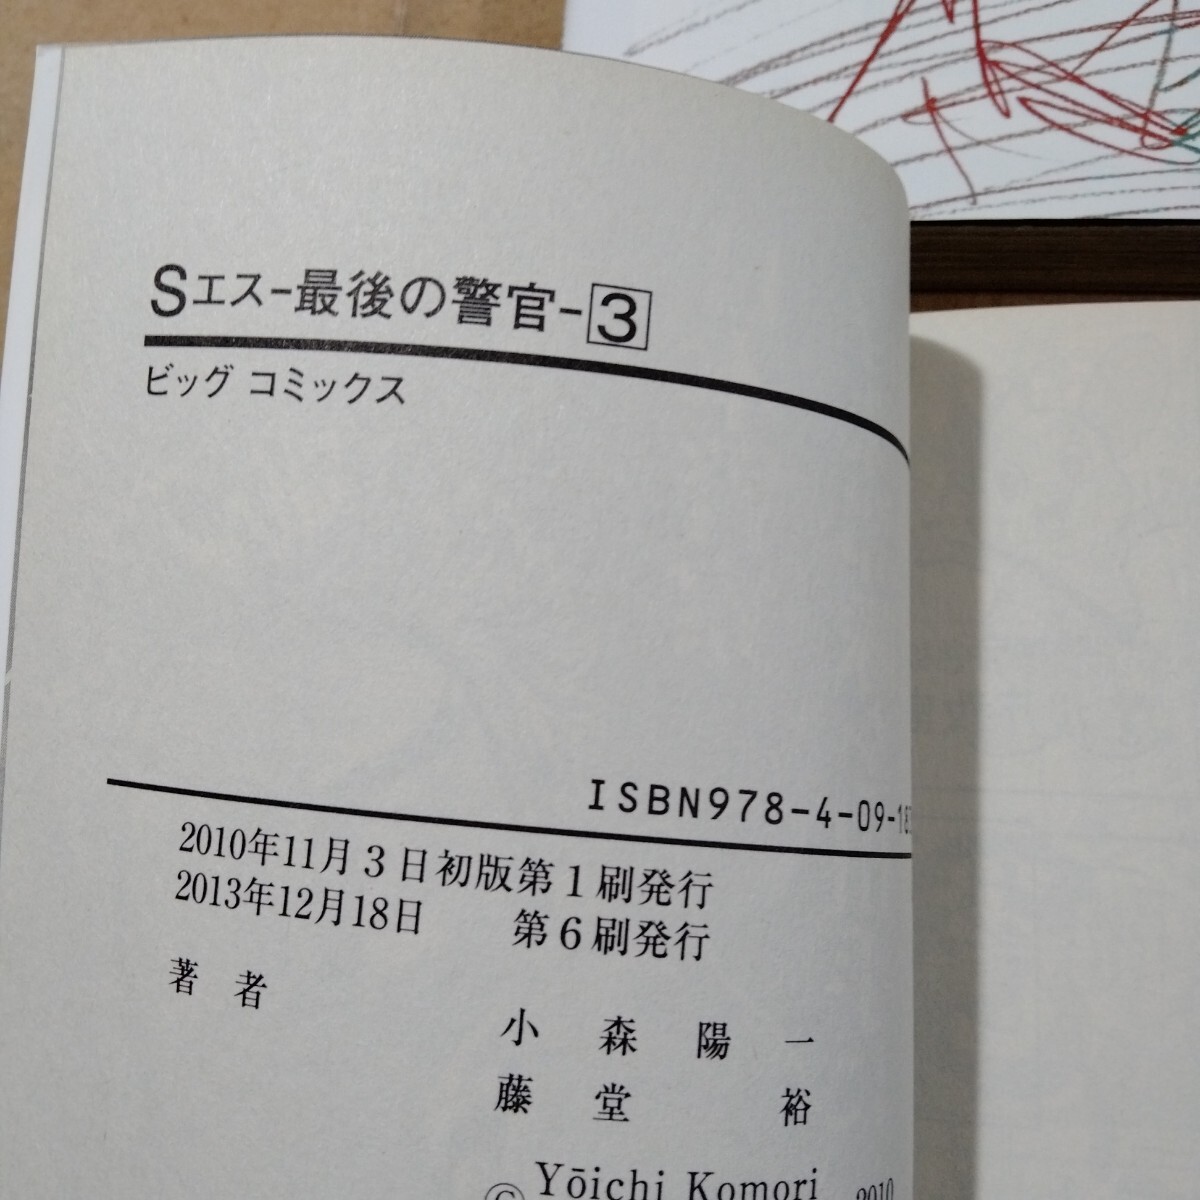 Sエス-最後の警官-3
ビッグ コミックス
ISBN978-4-09-18
2010年11月3日初版第1刷発行
2013年12月18日 第6刷発行
著者
小森陽一
藤堂裕
© Yōichi Komori 2010